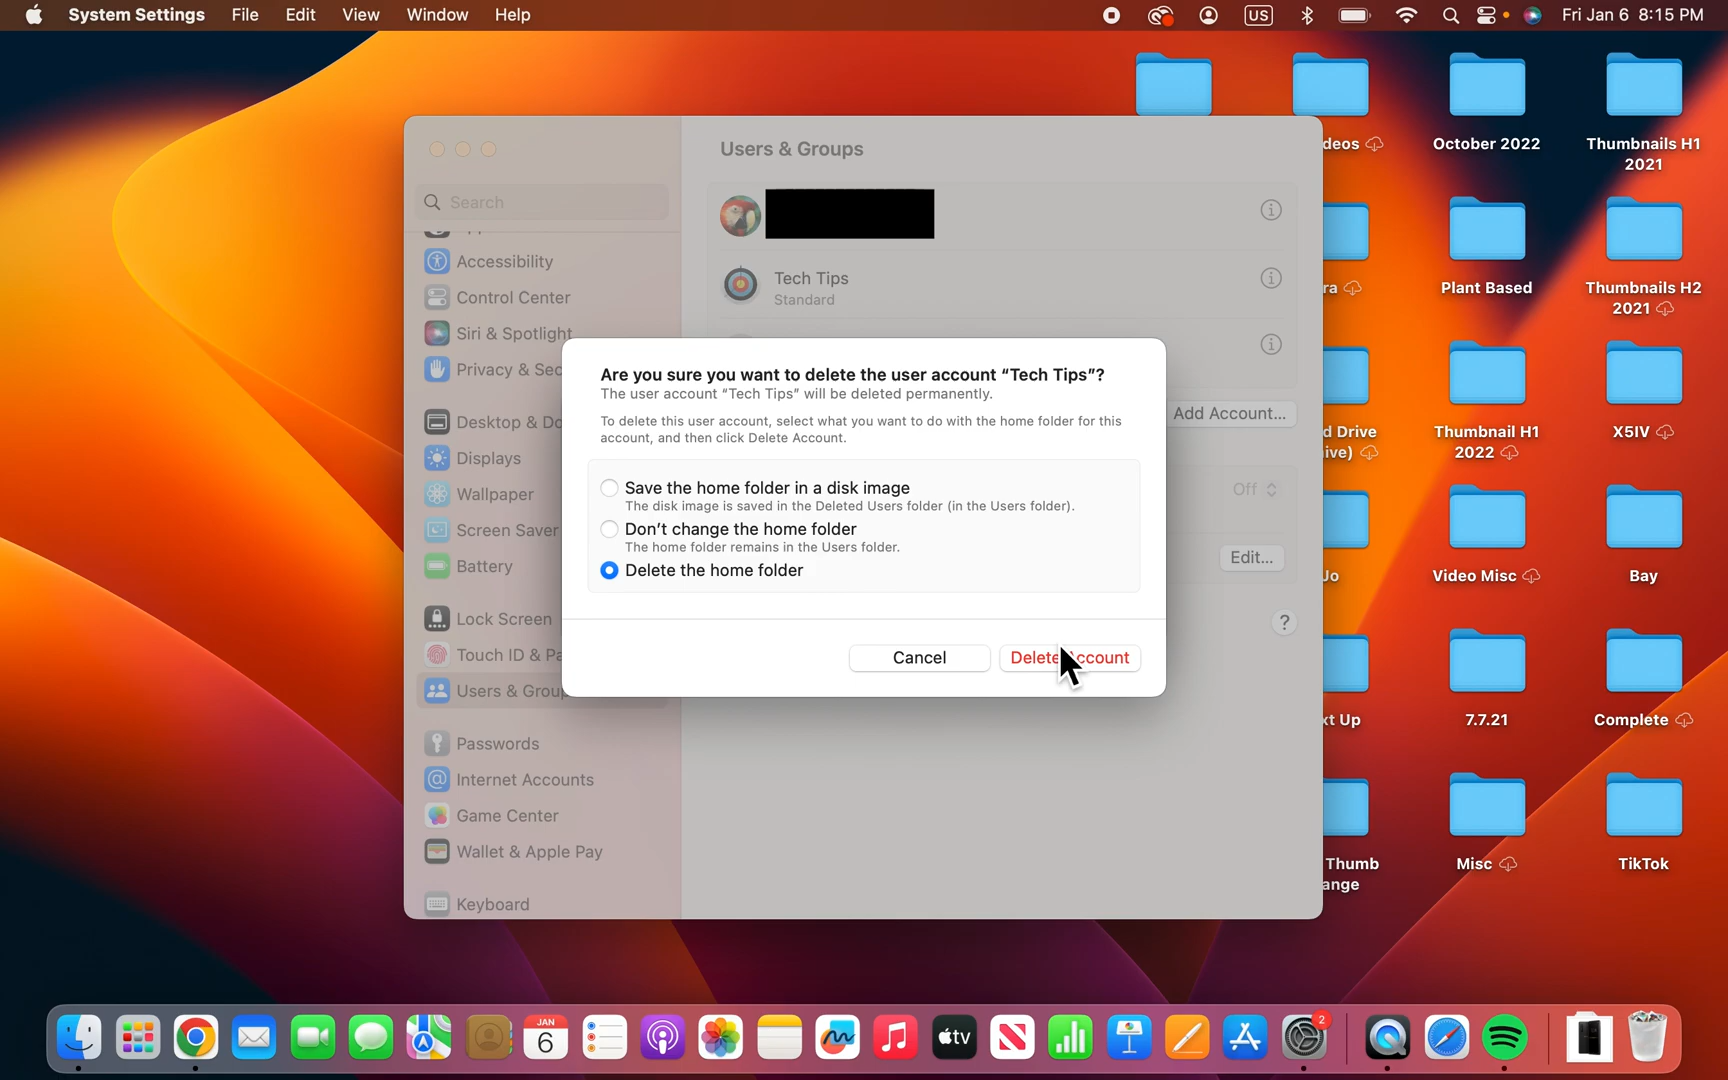 System Settings File Edit View Window Help US Fri Jan 6 8:15 PM
Users & Groups
Search
Accessibility
Control Center
Siri & Spotlight
Privacy & Sec
Desktop & Do
Displays
Wallpaper
Screen Saver
Battery
Lock Screen
Touch ID & Pa
Users & Group
Passwords
Internet Accounts
Game Center
Wallet & Apple Pay
Keyboard
Tech Tips
Standard
Add Account...
Off
Edit...
?
Are you sure you want to delete the user account “Tech Tips”?
The user account “Tech Tips” will be deleted permanently.
To delete this user account, select what you want to do with the home folder for this
account, and then click Delete Account.
Save the home folder in a disk image
The disk image is saved in the Deleted Users folder (in the Users folder).
Don't change the home folder
The home folder remains in the Users folder.
Delete the home folder
Cancel Delete Account
deos October 2022 Thumbnails H1
2021
ra Plant Based Thumbnails H2
2021
d Drive Thumbnail H1 X5IV
ive) 2022
Jo Video Misc Bay
xt Up 7.7.21 Complete
Thumb Misc TikTok
ange
JAN
6
tv
2